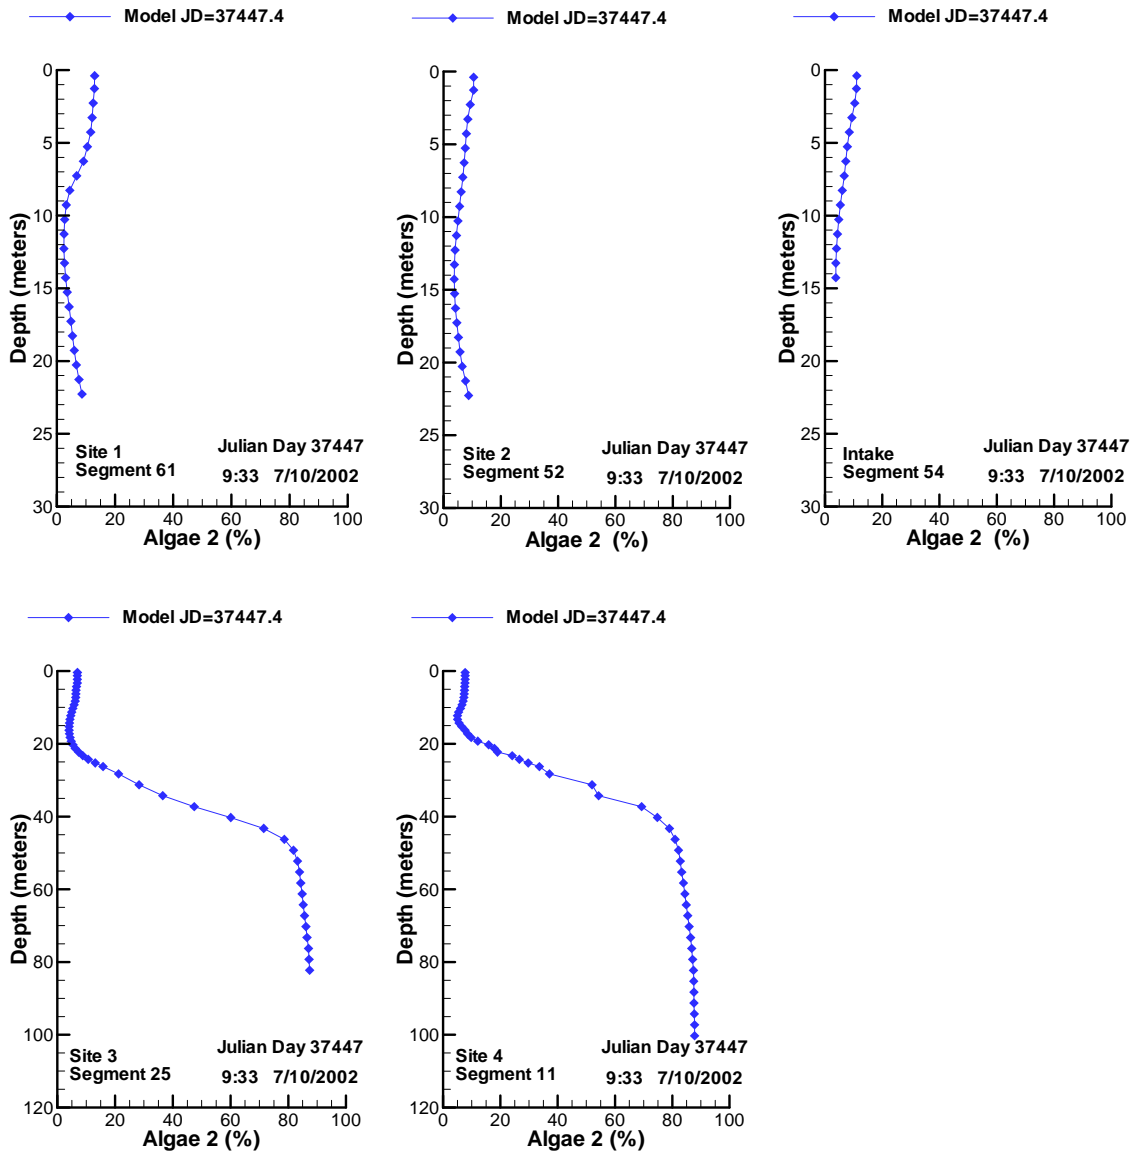 Model JD=37447.4
0
5
10
15
20
25
30
Depth (meters)
0 20 40 60 80 100
Algae 2 (%)
Site 1
Segment 61
Julian Day 37447
9:33 7/10/2002
Model JD=37447.4
0
5
10
15
20
25
30
Depth (meters)
0 20 40 60 80 100
Algae 2 (%)
Site 2
Segment 52
Julian Day 37447
9:33 7/10/2002
Model JD=37447.4
0
5
10
15
20
25
30
Depth (meters)
0 20 40 60 80 100
Algae 2 (%)
Intake
Segment 54
Julian Day 37447
9:33 7/10/2002
Model JD=37447.4
0
20
40
60
80
100
120
Depth (meters)
0 20 40 60 80 100
Algae 2 (%)
Site 3
Segment 25
Julian Day 37447
9:33 7/10/2002
Model JD=37447.4
0
20
40
60
80
100
120
Depth (meters)
0 20 40 60 80 100
Algae 2 (%)
Site 4
Segment 11
Julian Day 37447
9:33 7/10/2002